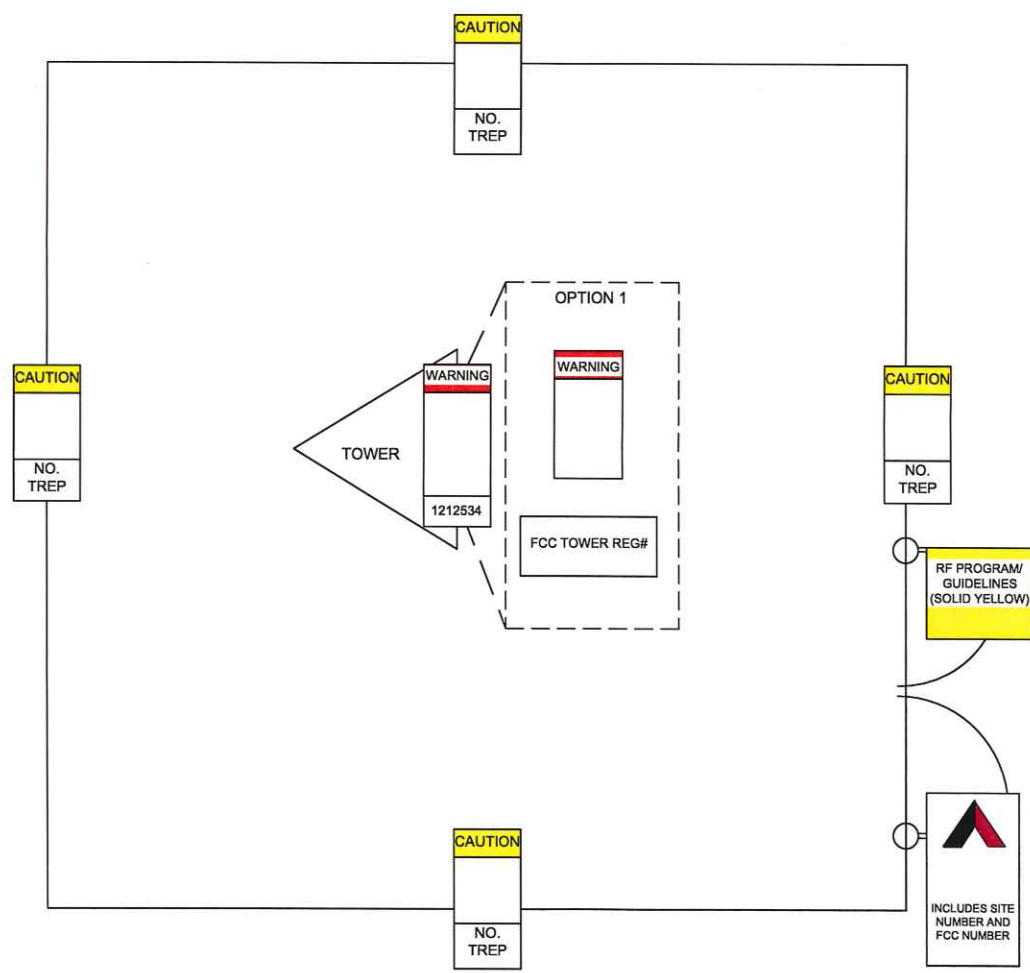 CAUTION
NO.
TREP
OPTION 1
CAUTION
NO.
TREP
WARNING
1212534
TOWER
WARNING
FCC TOWER REG#
CAUTION
NO.
TREP
RF PROGRAM/
GUIDELINES
(SOLID YELLOW)
CAUTION
NO.
TREP
INCLUDES SITE
NUMBER AND
FCC NUMBER